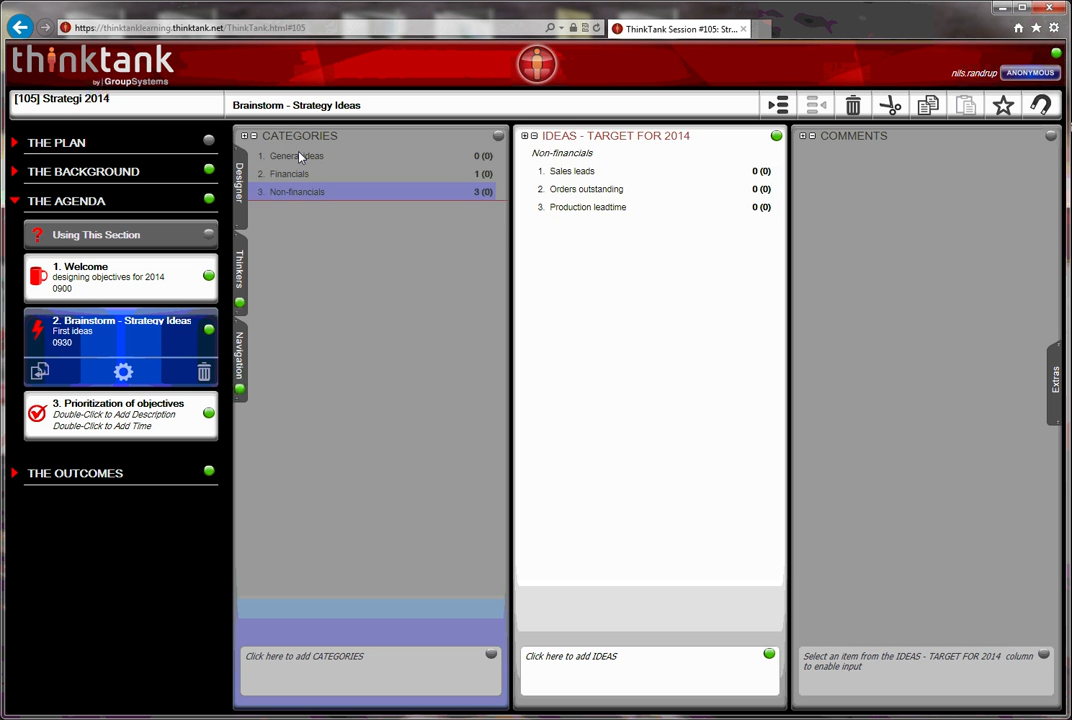 https://thinktanklearning.thinktank.net/ThinkTank.html#105
ThinkTank Session #105: Str...
thinktank
by GroupSystems
nils.randrup
ANONYMOUS
[105] Strategi 2014
Brainstorm - Strategy Ideas
THE PLAN
THE BACKGROUND
THE AGENDA
Using This Section
1. Welcome
designing objectives for 2014
0900
2. Brainstorm - Strategy Ideas
First ideas
0930
3. Prioritization of objectives
Double-Click to Add Description
Double-Click to Add Time
THE OUTCOMES
Designer
Thinkers
Navigation
CATEGORIES
1. General ideas 0 (0)
2. Financials 1 (0)
3. Non-financials 3 (0)
Click here to add CATEGORIES
IDEAS - TARGET FOR 2014
Non-financials
1. Sales leads 0 (0)
2. Orders outstanding 0 (0)
3. Production leadtime 0 (0)
Click here to add IDEAS
COMMENTS
Extras
Select an item from the IDEAS - TARGET FOR 2014 column
to enable input